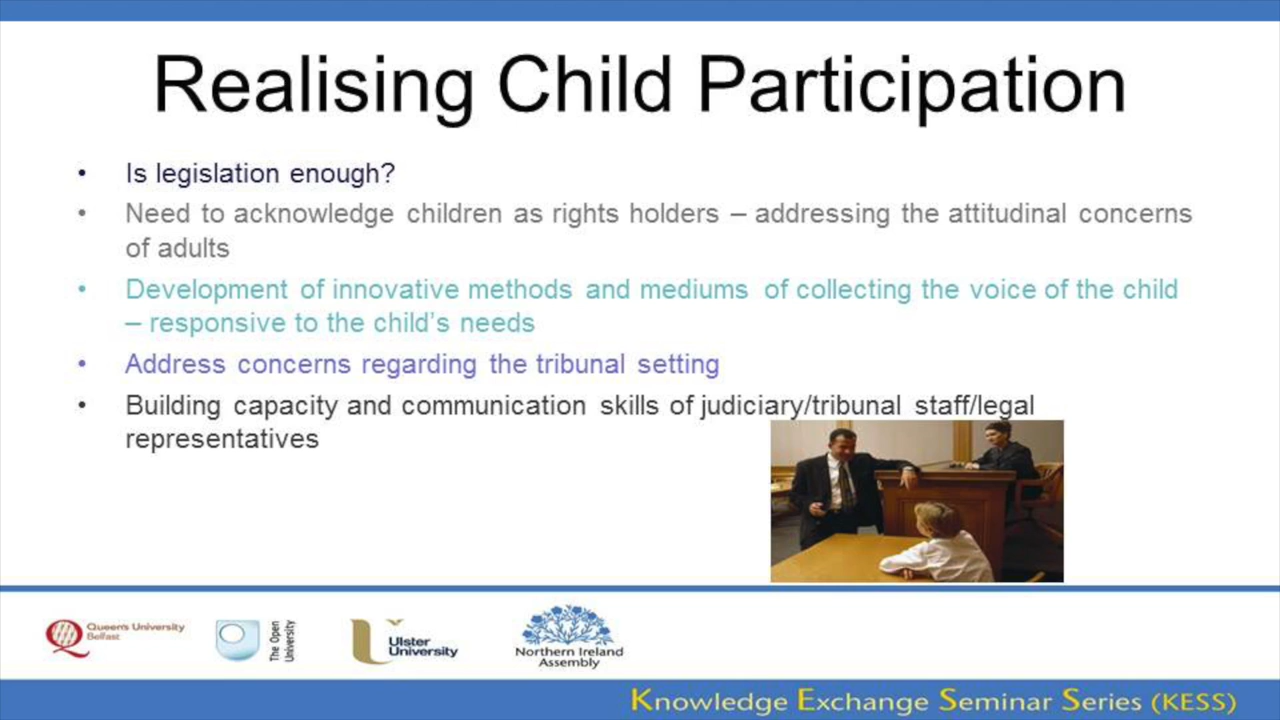 Realising Child Participation
• Is legislation enough?
• Need to acknowledge children as rights holders – addressing the attitudinal concerns
of adults
• Development of innovative methods and mediums of collecting the voice of the child
– responsive to the child's needs
• Address concerns regarding the tribunal setting
• Building capacity and communication skills of judiciary/tribunal staff/legal
representatives
Queen's University
Belfast
The Open
University
Ulster
University
Northern Ireland
Assembly
Knowledge Exchange Seminar Series (KESS)